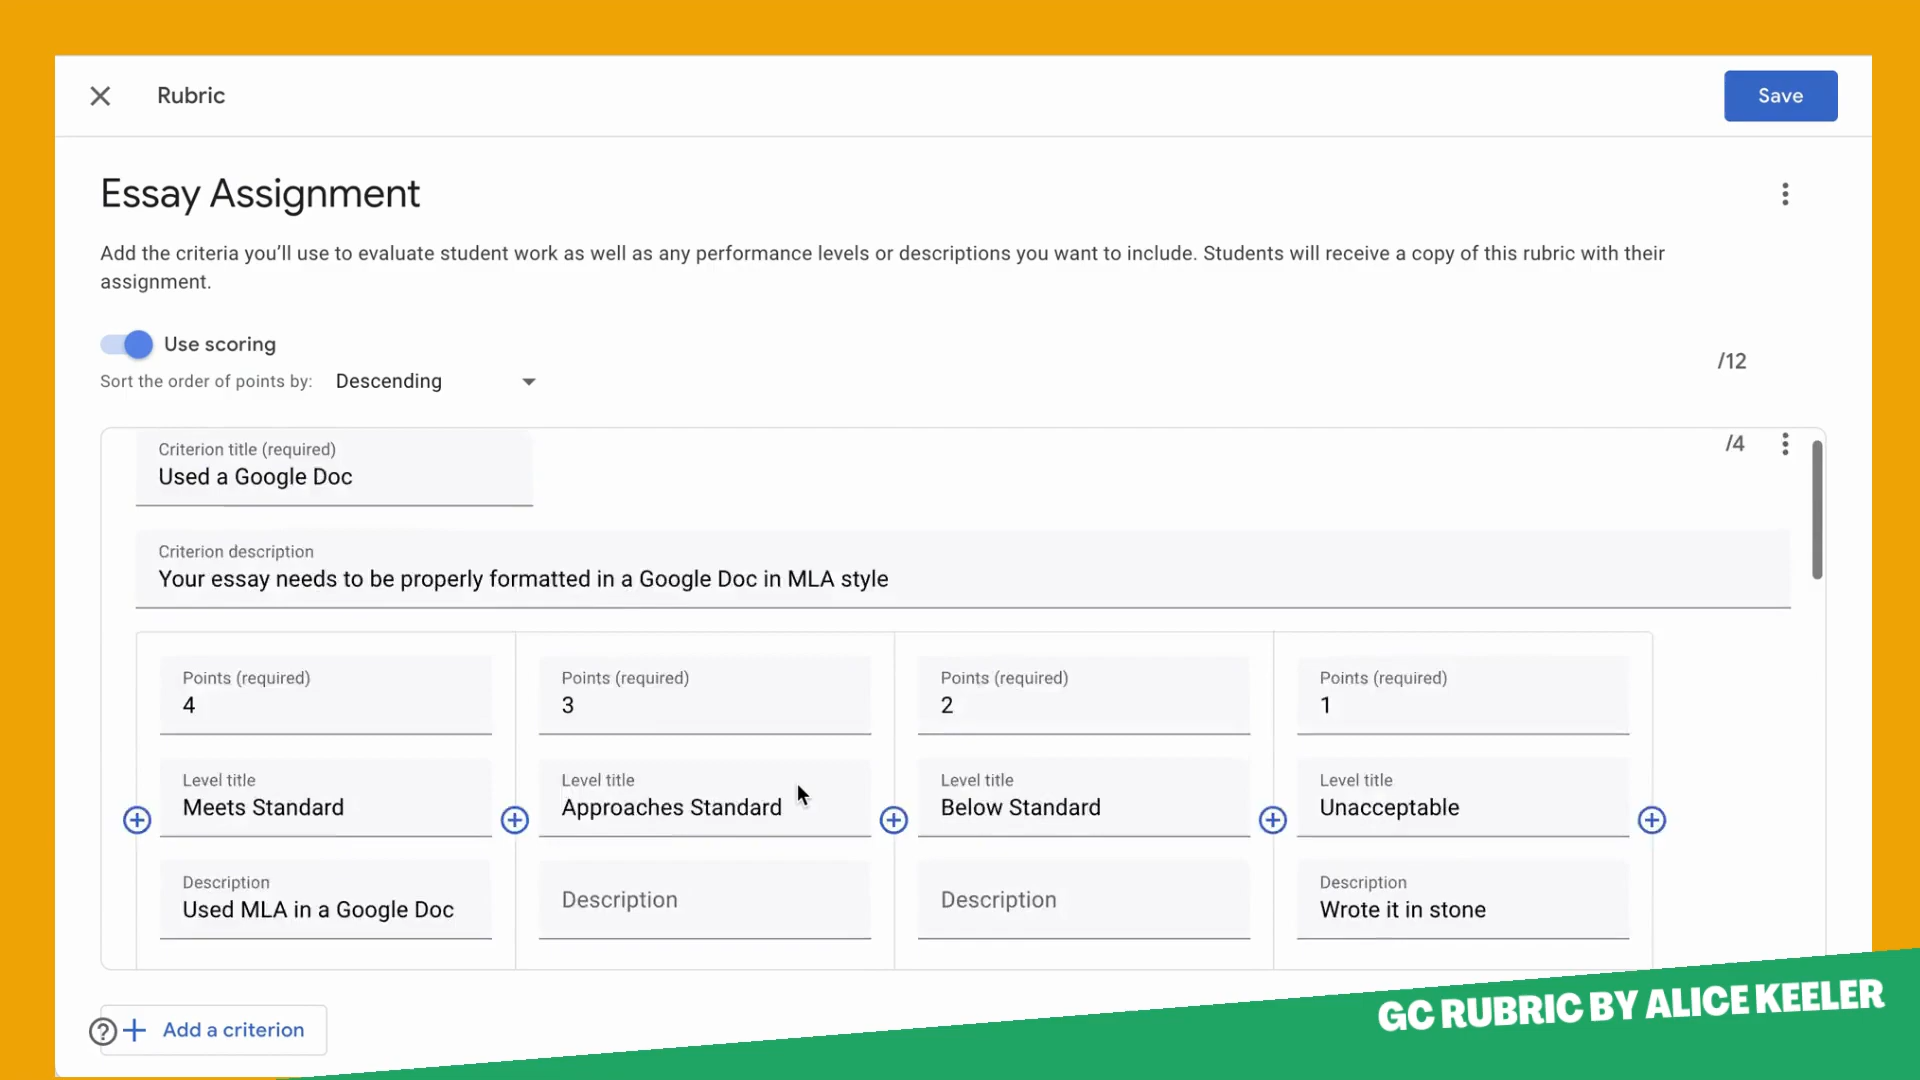 Rubric
Save
Essay Assignment
Add the criteria you'll use to evaluate student work as well as any performance levels or descriptions you want to include. Students will receive a copy of this rubric with their
assignment.
Use scoring
/12
Sort the order of points by: Descending
Criterion title (required)
/4
Used a Google Doc
Criterion description
Your essay needs to be properly formatted in a Google Doc in MLA style
Points (required)
4
Level title
Meets Standard
Description
Used MLA in a Google Doc
Points (required)
3
Level title
Approaches Standard
Description
Points (required)
2
Level title
Below Standard
Description
Points (required)
1
Level title
Unacceptable
Description
Wrote it in stone
Add a criterion
GC RUBRIC BY ALICE KEELER